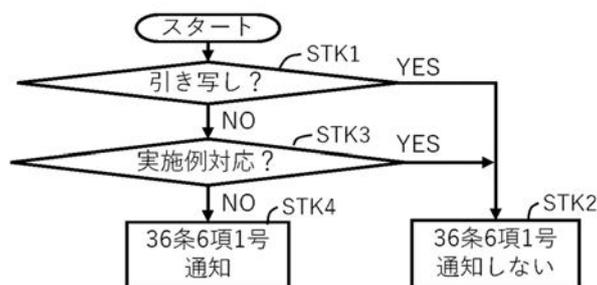 スタート
STK1
引き写し？
YES
NO
STK3
実施例対応？
YES
NO
STK4
36条6項1号
通知
STK2
36条6項1号
通知しない